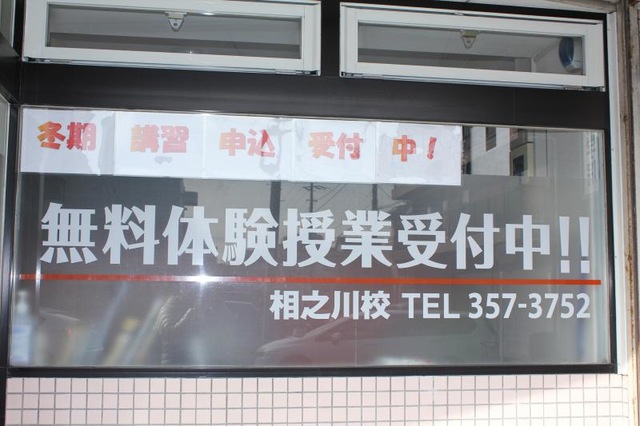 冬期 講習 申込 受付 中！
無料体験授業受付中!!
相之川校 TEL 357-3752